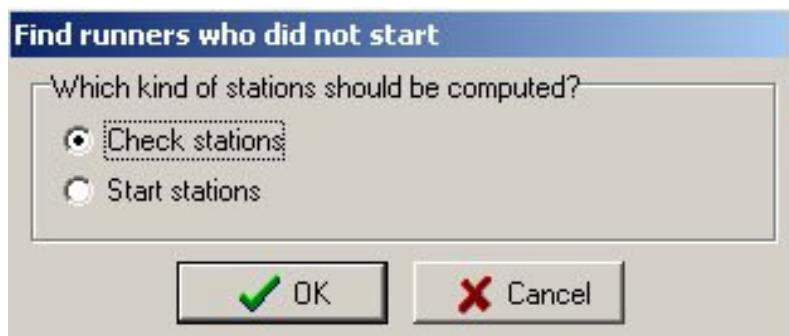 Find runners who did not start
Which kind of stations should be computed?
Check stations
Start stations
OK
Cancel